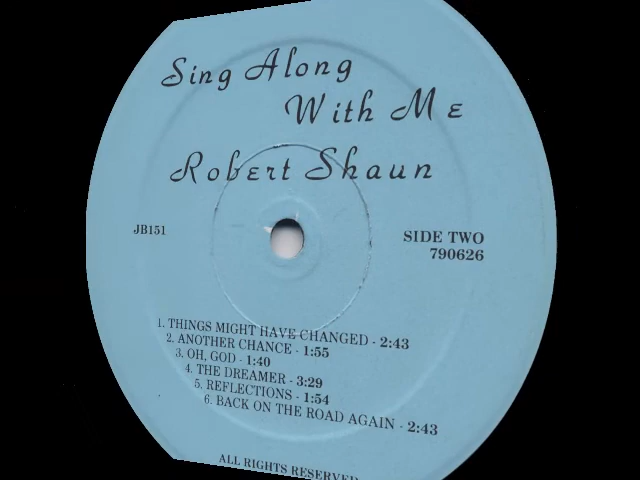 Sing Along
With Me
Robert Shaun
JB151
SIDE TWO
790626
1. THINGS MIGHT HAVE CHANGED - 2:43
2. ANOTHER CHANCE - 1:55
3. OH, GOD - 1:40
4. THE DREAMER - 3:29
5. REFLECTIONS - 1:54
6. BACK ON THE ROAD AGAIN - 2:43
ALL RIGHTS RESERVED